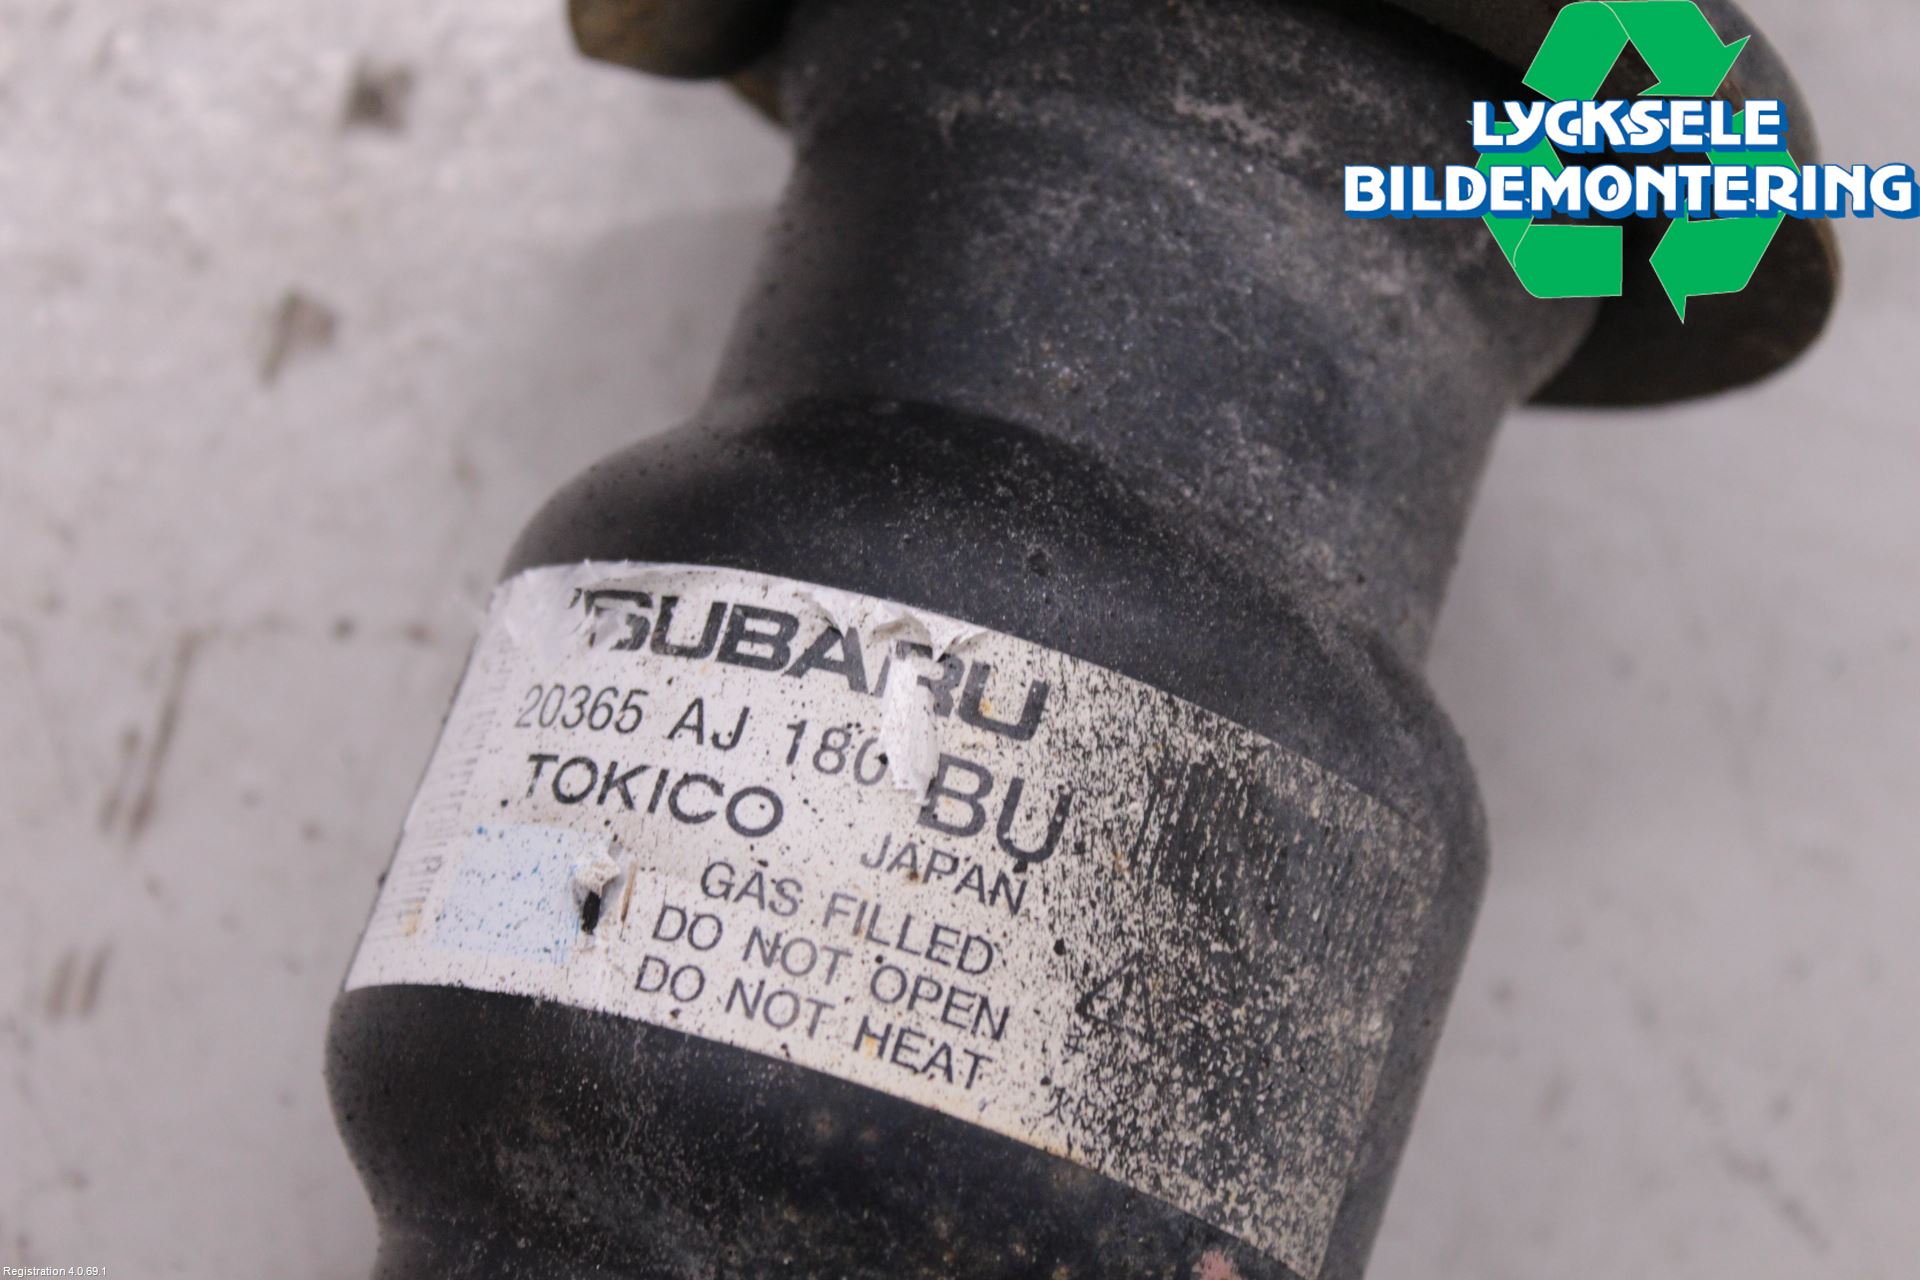 LYCKSELE
BILDEMONTERING
SUBARU
20365 AJ 180
BU
TOKICO
JAPAN
GAS FILLED
DO NOT OPEN
DO NOT HEAT
Registration 4.0.69.1